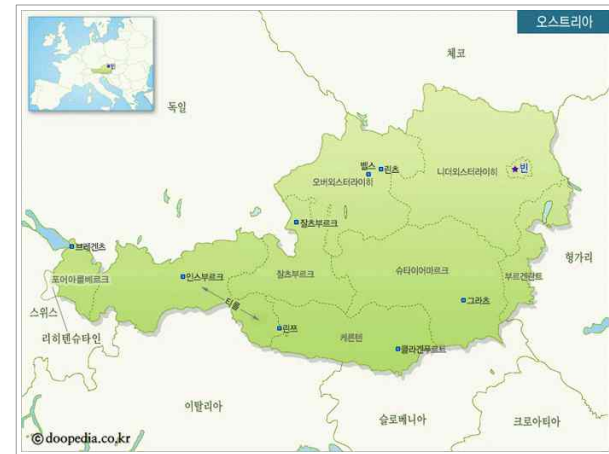 오스트리아
빈
체코
독일
벨스
린츠
오버외스터라이히
니더외스터라이히
빈
잘츠부르크
브레겐츠
인스부르크
잘츠부르크
슈타이어마르크
부르겐란트
헝가리
포어아를베르크
스위스
리히텐슈타인
티롤
린쯔
그라츠
케른텐
클라겐푸르트
이탈리아
슬로베니아
크로아티아
©doopedia.co.kr